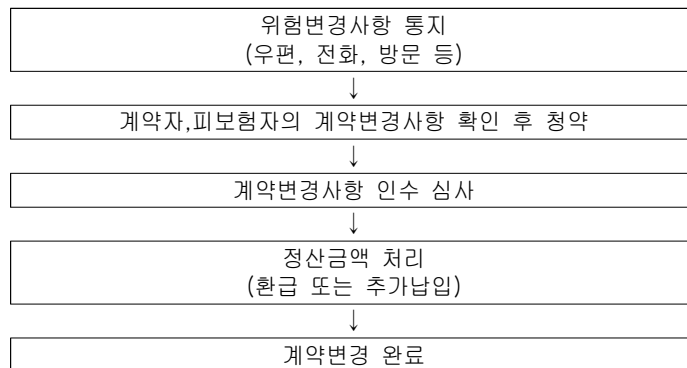 위험변경사항 통지
(우편, 전화, 방문 등)
↓
계약자,피보험자의 계약변경사항 확인 후 청약
↓
계약변경사항 인수 심사
↓
정산금액 처리
(환급 또는 추가납입)
↓
계약변경 완료